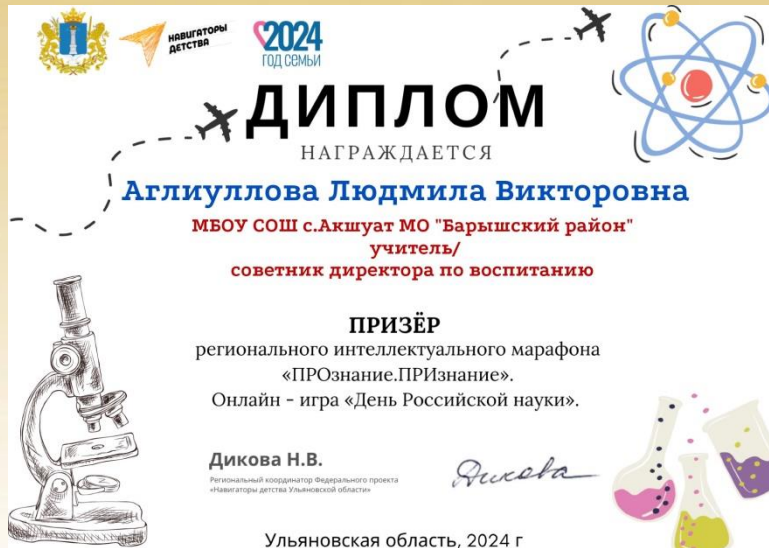 НАВИГАТОРЫ
ДЕТСТВА
2024
ГОД СЕМЬИ
ДИПЛОМ
НАГРАЖДАЕТСЯ
Аглиуллова Людмила Викторовна
МБОУ СОШ с.Акшуат МО "Барышский район"
учитель/
советник директора по воспитанию
ПРИЗЁР
регионального интеллектуального марафона
«ПРОзнание.ПРИзнание».
Онлайн - игра «День Российской науки».
Дикова Н.В.
Региональный координатор Федерального проекта
«Навигаторы детства Ульяновской области»
Дикова
Ульяновская область, 2024 г